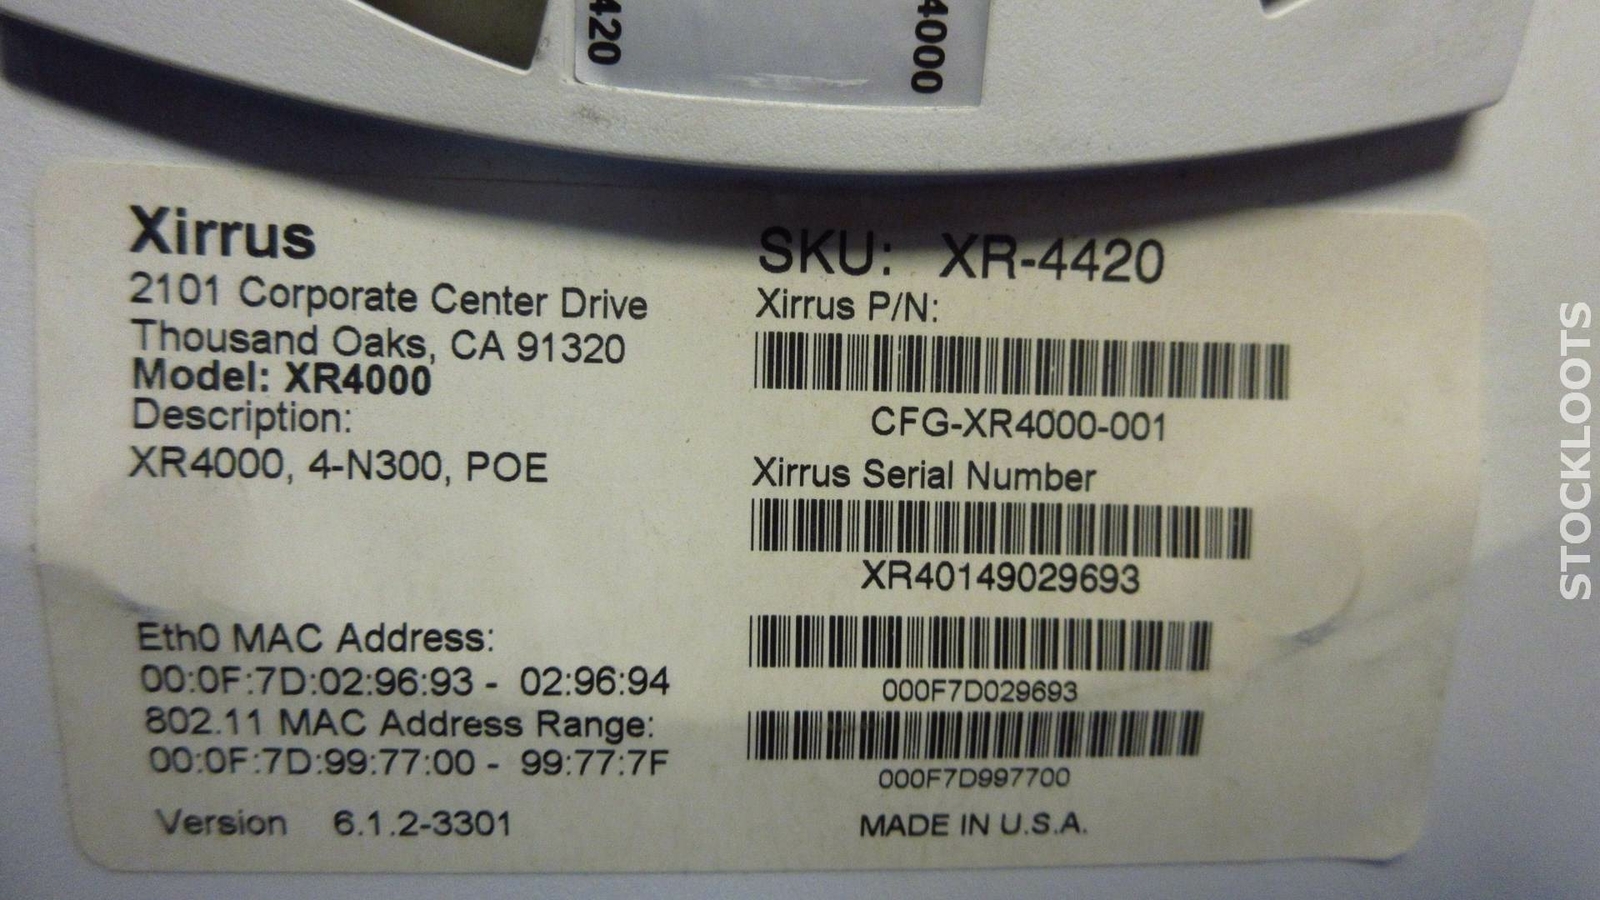 420
4000
Xirrus
2101 Corporate Center Drive
Thousand Oaks, CA 91320
Model: XR4000
Description:
XR4000, 4-N300, POE
Eth0 MAC Address:
00:0F:7D:02:96:93 - 02:96:94
802.11 MAC Address Range:
00:0F:7D:99:77:00 - 99:77:7F
Version 6.1.2-3301
SKU: XR-4420
Xirrus P/N:
CFG-XR4000-001
Xirrus Serial Number
XR40149029693
000F7D029693
000F7D997700
MADE IN U.S.A.
STOCKLOOTS